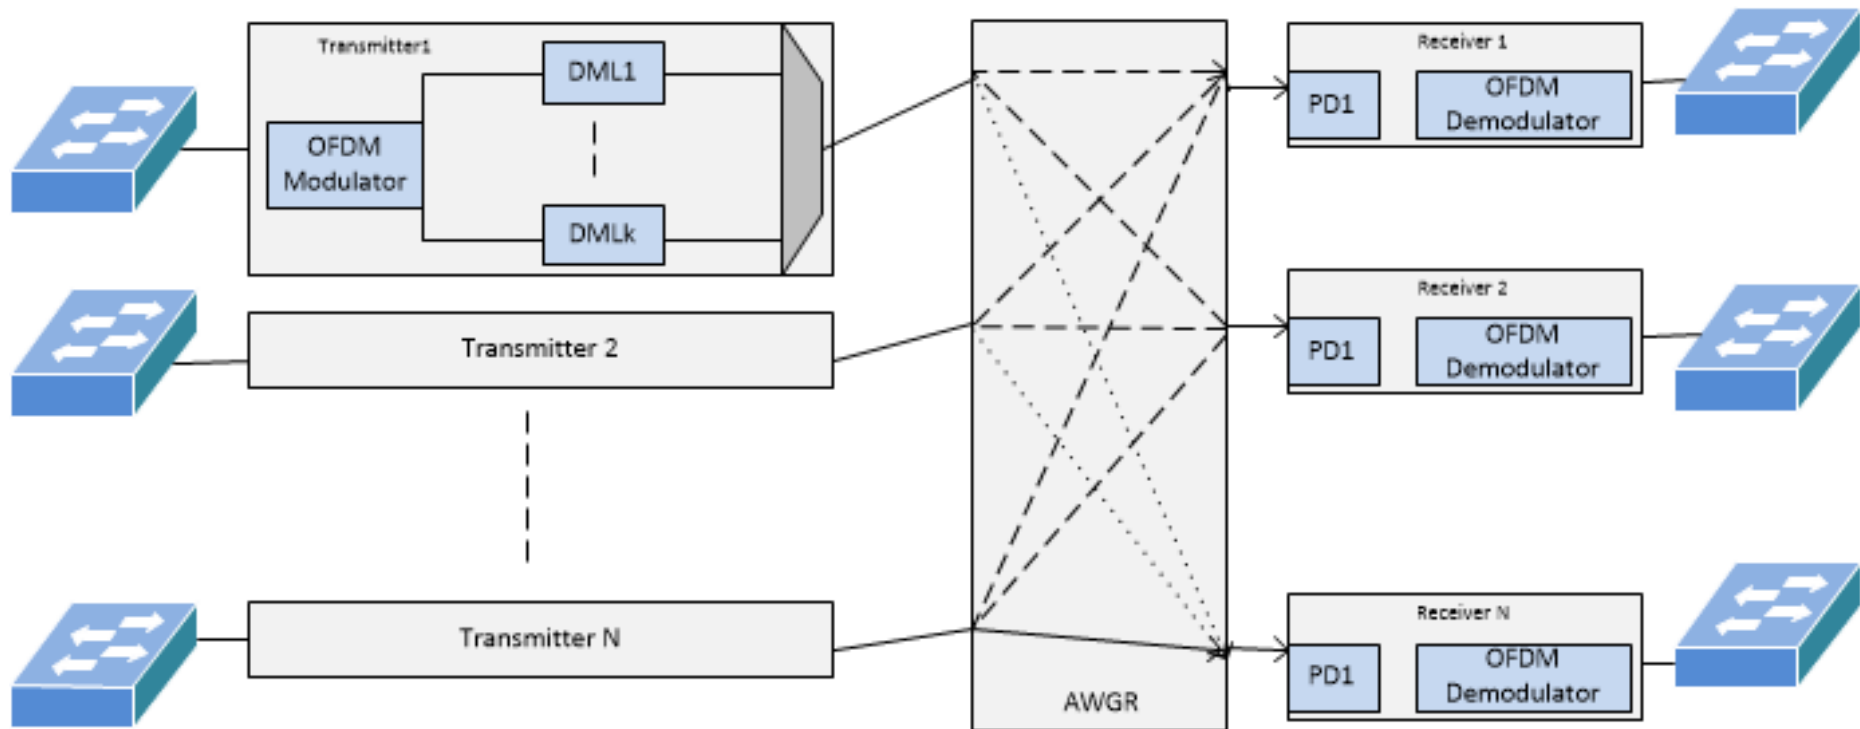 Transmitter1
DML1
OFDM
Modulator
DMLk
Transmitter 2
Transmitter N
AWGR
Receiver 1
PD1
OFDM
Demodulator
Receiver 2
PD1
OFDM
Demodulator
Receiver N
PD1
OFDM
Demodulator